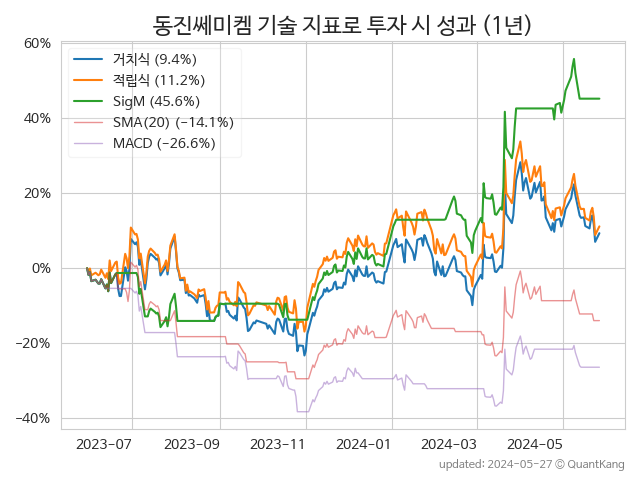 동진쎄미켐 기술 지표로 투자 시 성과 (1년)
60%
40%
20%
0%
−20%
−40%
거치식 (9.4%)
적립식 (11.2%)
SigM (45.6%)
SMA(20) (−14.1%)
MACD (−26.6%)
2023−07
2023−09
2023−11
2024−01
2024−03
2024−05
updated: 2024-05-27 © QuantKang